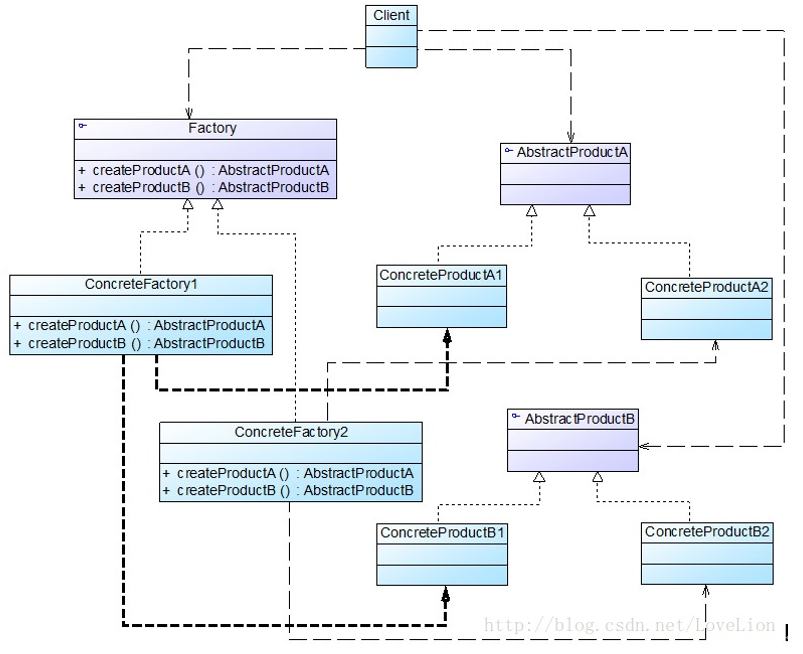 Client
Factory
+ createProductA () : AbstractProductA
+ createProductB () : AbstractProductB
AbstractProductA
ConcreteFactory1
+ createProductA () : AbstractProductA
+ createProductB () : AbstractProductB
ConcreteProductA1
ConcreteProductA2
ConcreteFactory2
+ createProductA () : AbstractProductA
+ createProductB () : AbstractProductB
AbstractProductB
ConcreteProductB1
ConcreteProductB2
http://blog.csdn.net/LoveLion